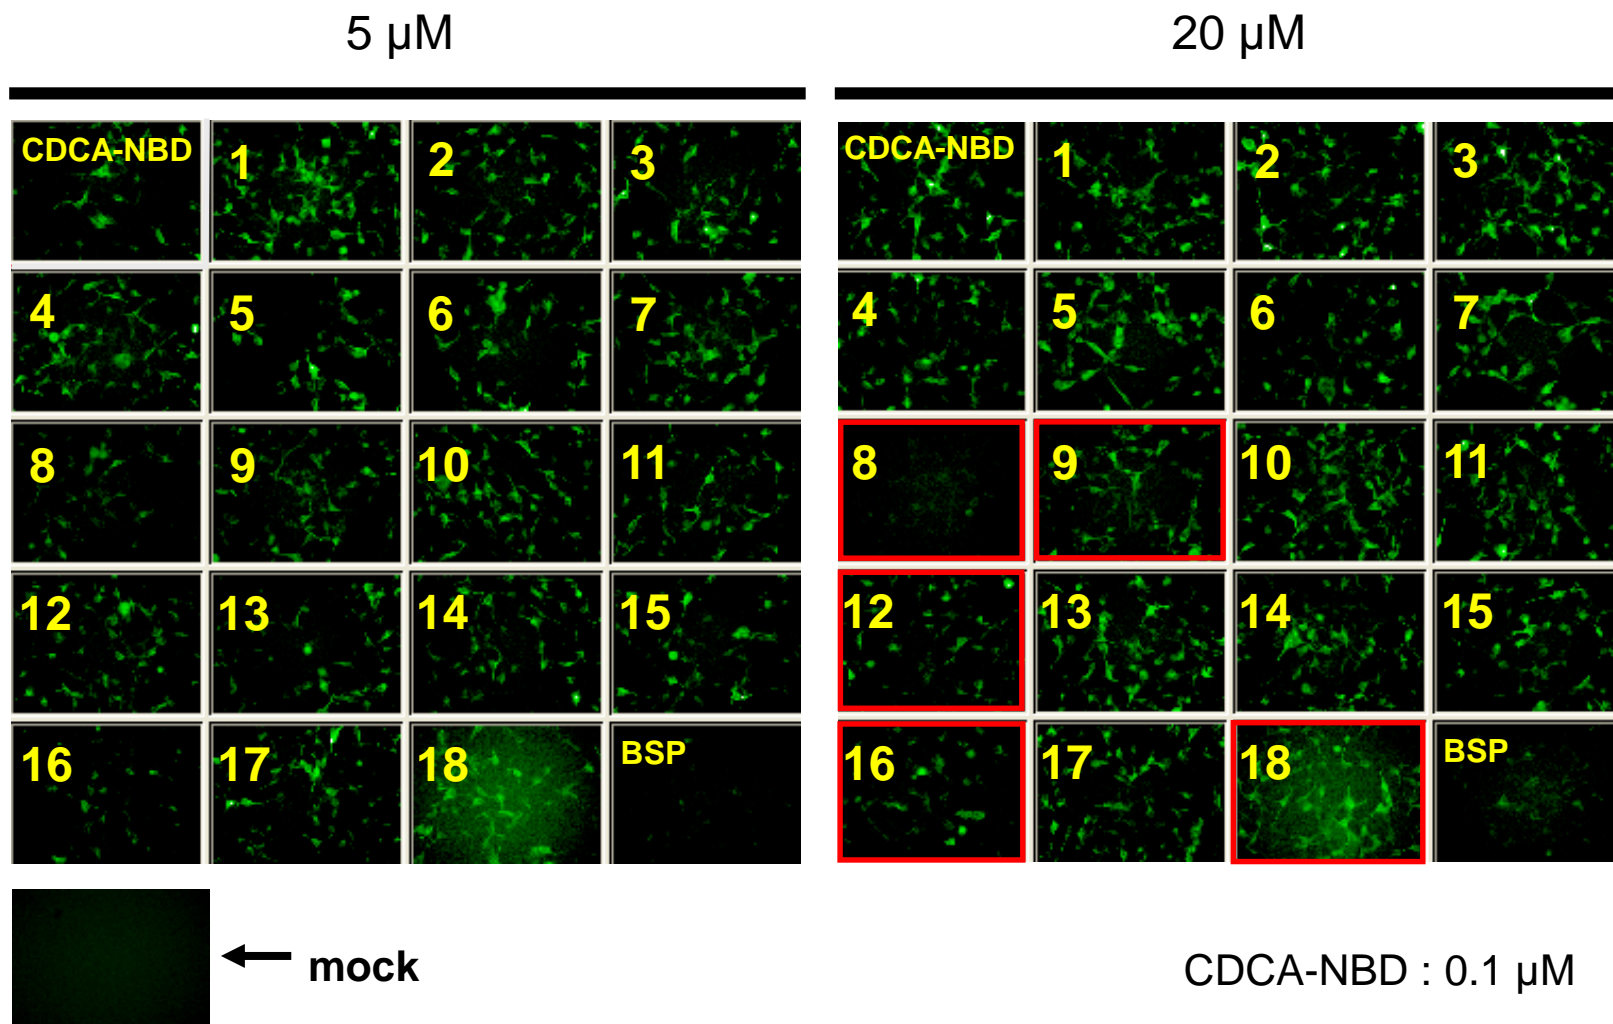 5 µM 20 µM
CDCA-NBD 1 2 3 CDCA-NBD 1 2 3
4 5 6 7 4 5 6 7
8 9 10 11 8 9 10 11
12 13 14 15 12 13 14 15
16 17 18 BSP 16 17 18 BSP
mock CDCA-NBD : 0.1 µM